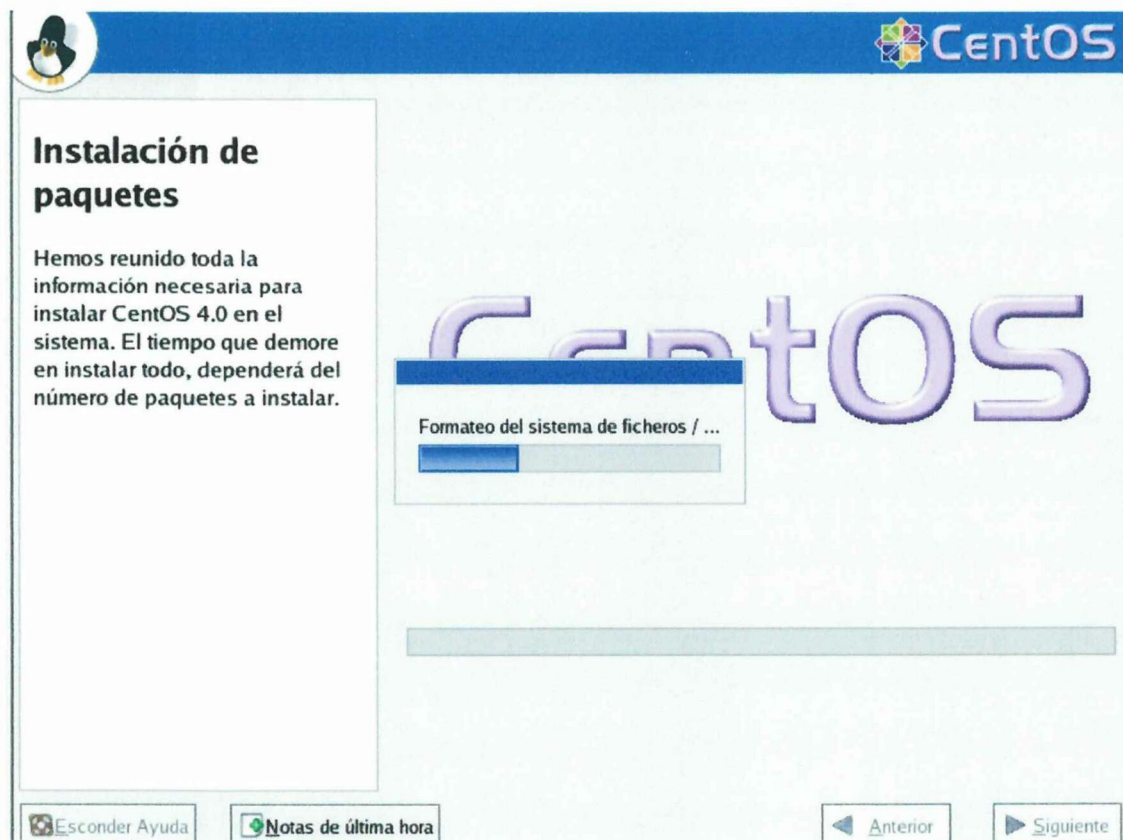 CentOS
Instalación de
paquetes
Hemos reunido toda la
información necesaria para
instalar CentOS 4.0 en el
sistema. El tiempo que demore
en instalar todo, dependerá del
número de paquetes a instalar.
CentOS
Formateo del sistema de ficheros / ...
Esconder Ayuda
Notas de última hora
Anterior
Siguiente